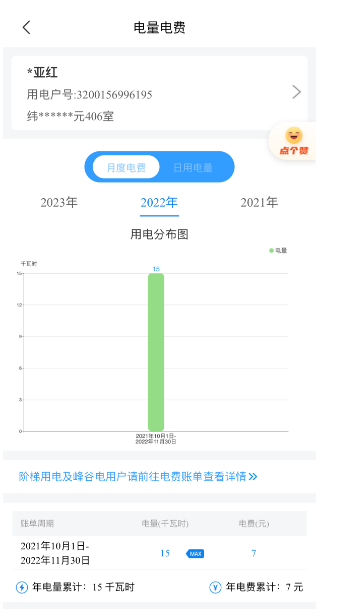 电量电费
*亚红
用电户号:3200156996195
纬******元406室
点个赞
月度电费 日用电量
2023年 2022年 2021年
用电分布图
电量
千瓦时
15
15
12
9
6
3
0
2021年10月1日-
2022年11月30日
阶梯用电及峰谷电用户请前往电费账单查看详情
账单周期 电量(千瓦时) 电费(元)
2021年10月1日-
2022年11月30日
15 MAX 7
年电量累计：15 千瓦时 年电费累计：7 元